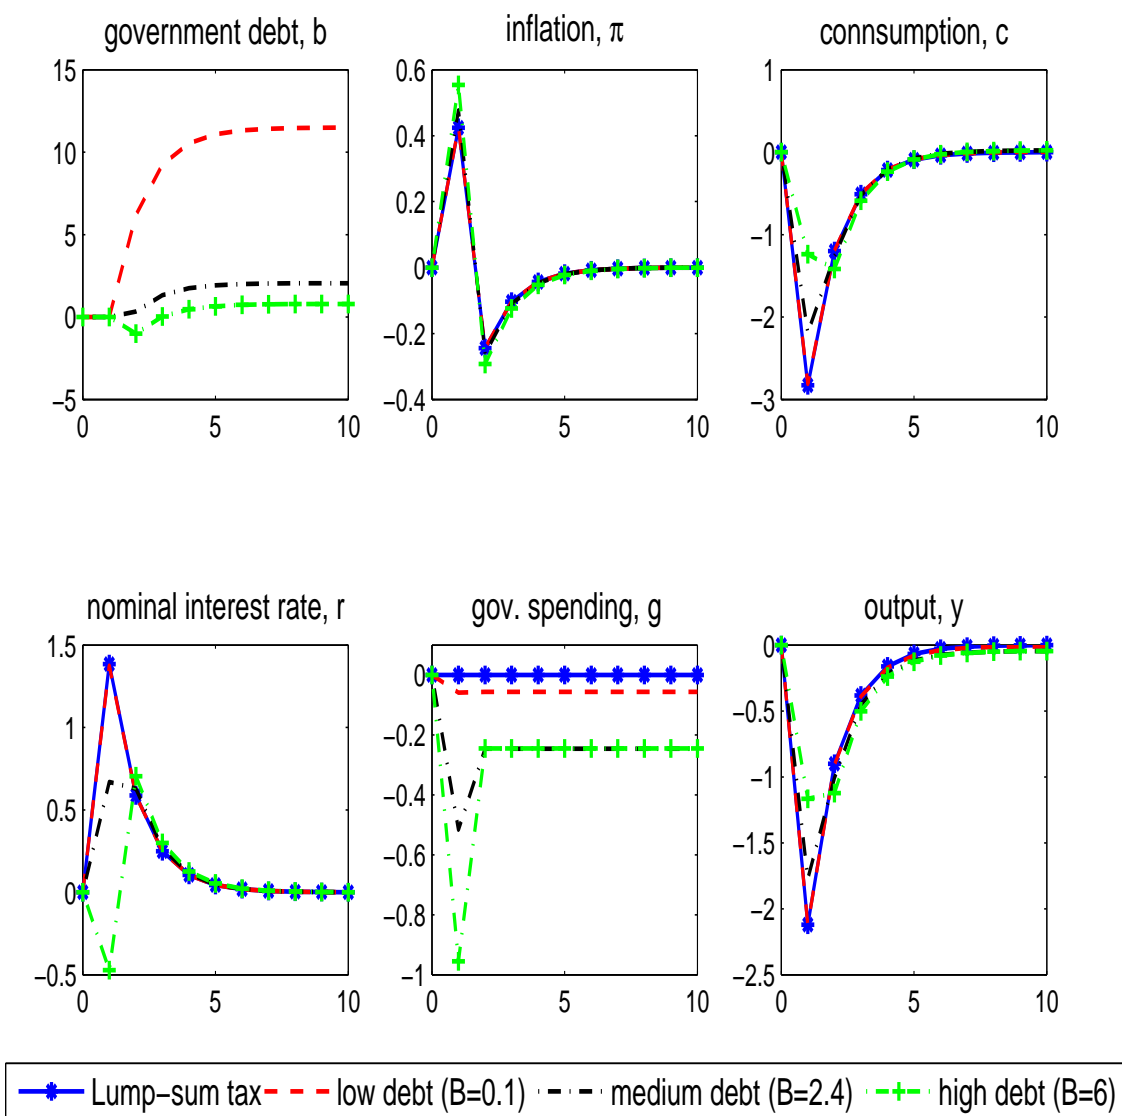 government debt, b
15
10
5
0
−5
0 5 10
inflation, π
0.6
0.4
0.2
0
−0.2
−0.4
0 5 10
connsumption, c
1
0
−1
−2
−3
0 5 10
nominal interest rate, r
1.5
1
0.5
0
−0.5
0 5 10
gov. spending, g
0
−0.2
−0.4
−0.6
−0.8
−1
0 5 10
output, y
0
−0.5
−1
−1.5
−2
−2.5
0 5 10
Lump−sum tax low debt (B=0.1) medium debt (B=2.4) high debt (B=6)